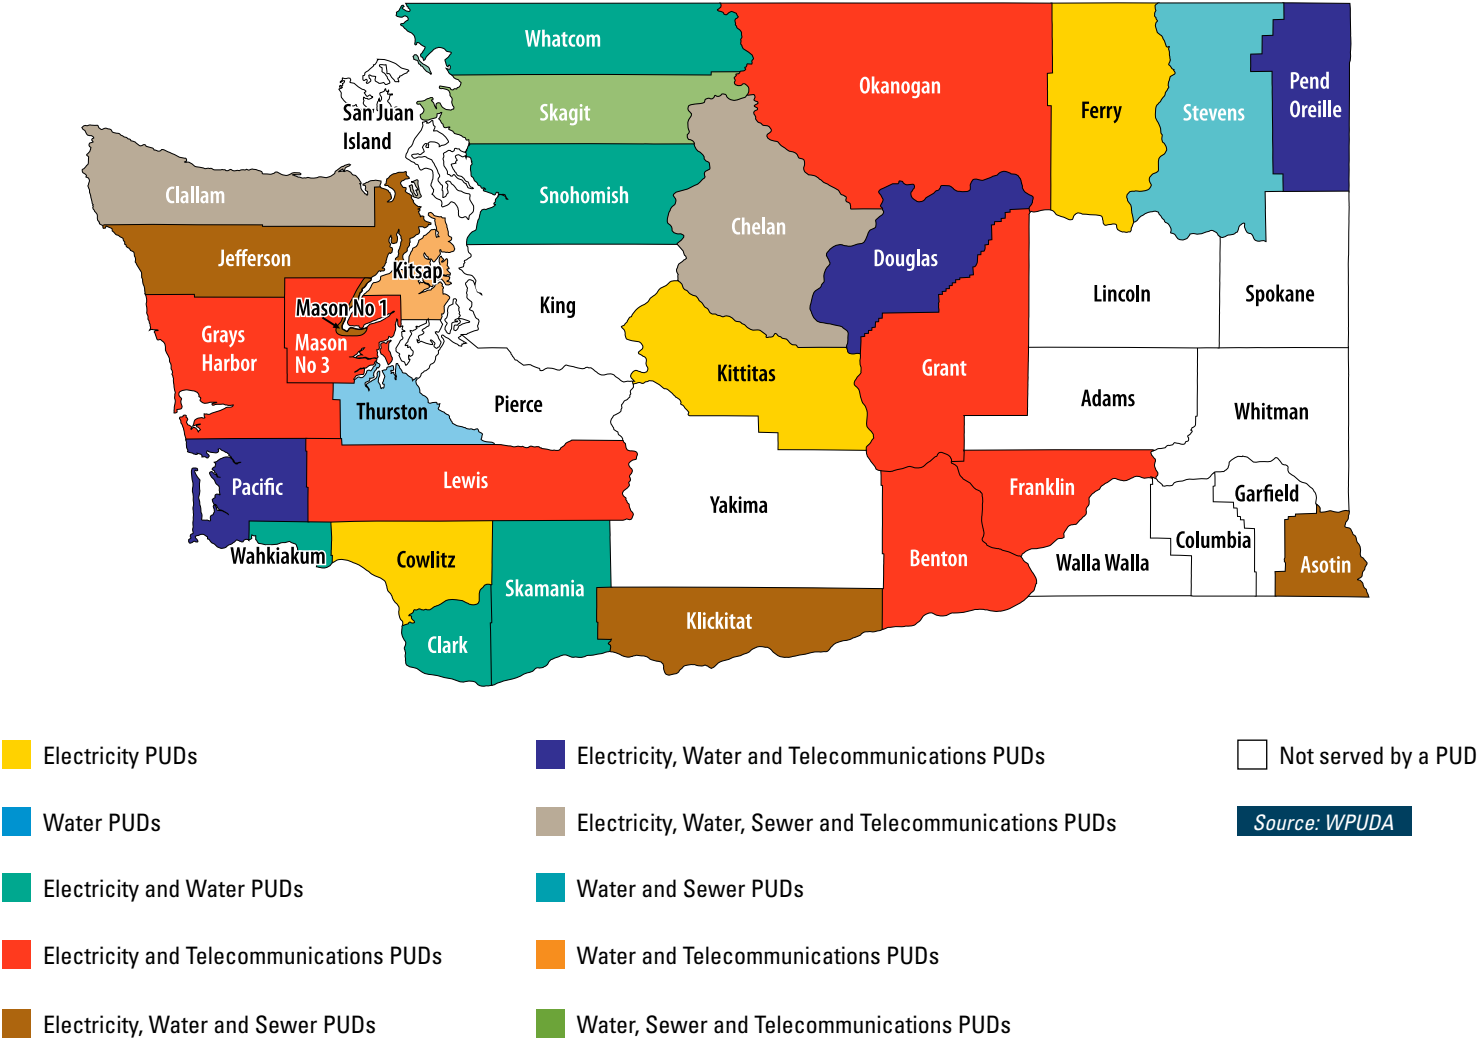 Whatcom
Okanogan
Ferry
Stevens
Pend
Oreille
San Juan
Island
Skagit
Clallam
Snohomish
Chelan
Douglas
Jefferson
Kitsap
King
Lincoln
Spokane
Mason No 1
Grays
Harbor
Mason
No 3
Kittitas
Grant
Thurston
Pierce
Adams
Whitman
Pacific
Lewis
Yakima
Franklin
Garfield
Wahkiakum
Cowlitz
Skamania
Benton
Walla Walla
Columbia
Asotin
Klickitat
Clark
Electricity PUDs
Water PUDs
Electricity and Water PUDs
Electricity and Telecommunications PUDs
Electricity, Water and Sewer PUDs
Electricity, Water and Telecommunications PUDs
Electricity, Water, Sewer and Telecommunications PUDs
Water and Sewer PUDs
Water and Telecommunications PUDs
Water, Sewer and Telecommunications PUDs
Not served by a PUD
Source: WPUDA